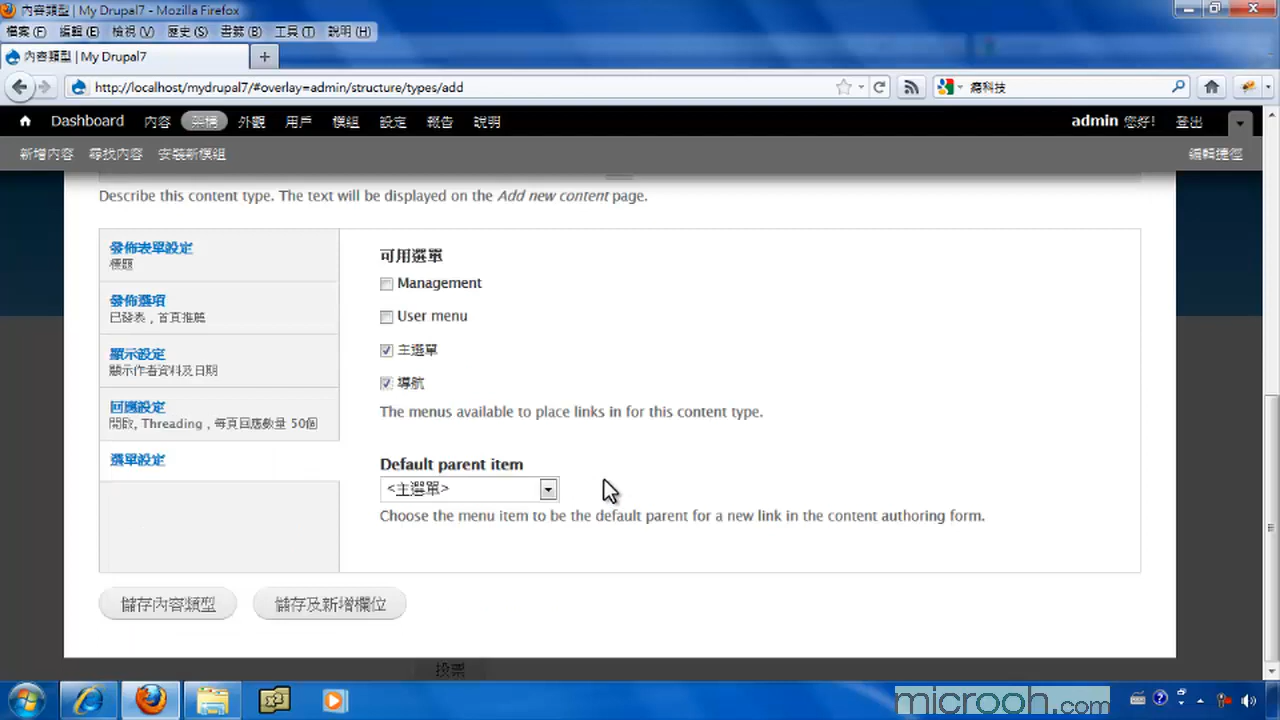 內容類型 | My Drupal7 - Mozilla Firefox
檔案(F) 編輯(E) 檢視(V) 歷史(S) 書籤(B) 工具(T) 說明(H)
內容類型 | My Drupal7
http://localhost/mydrupal7/#overlay=admin/structure/types/add
瘾科技
Dashboard 內容 架構 外觀 用戶 模組 設定 報告 說明 admin 您好! 登出
新增內容 尋找內容 安裝新模組 編輯捷徑
Describe this content type. The text will be displayed on the Add new content page.
發佈表單設定
標題
發佈選項
已發表, 首頁推薦
顯示設定
顯示作者資料及日期
回應設定
開啟, Threading, 每頁回應數量 50個
選單設定
可用選單
Management
User menu
主選單
導航
The menus available to place links in for this content type.
Default parent item
<主選單>
Choose the menu item to be the default parent for a new link in the content authoring form.
儲存內容類型 儲存及新增欄位
投票
microoh.com